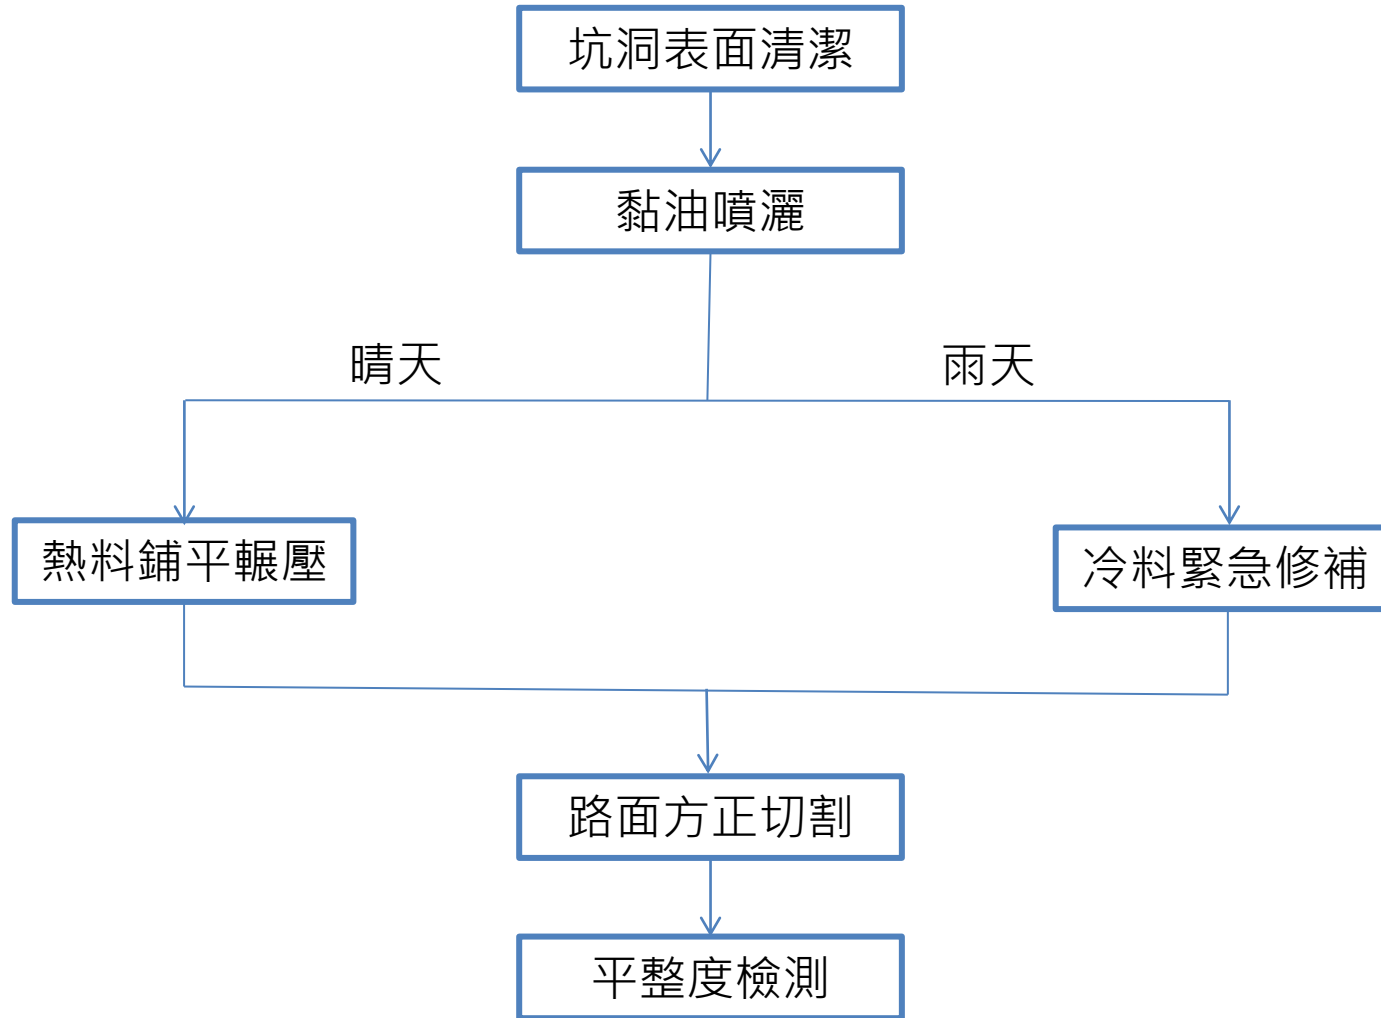 坑洞表面清潔
黏油噴灑
晴天
雨天
熱料鋪平輾壓
冷料緊急修補
路面方正切割
平整度檢測